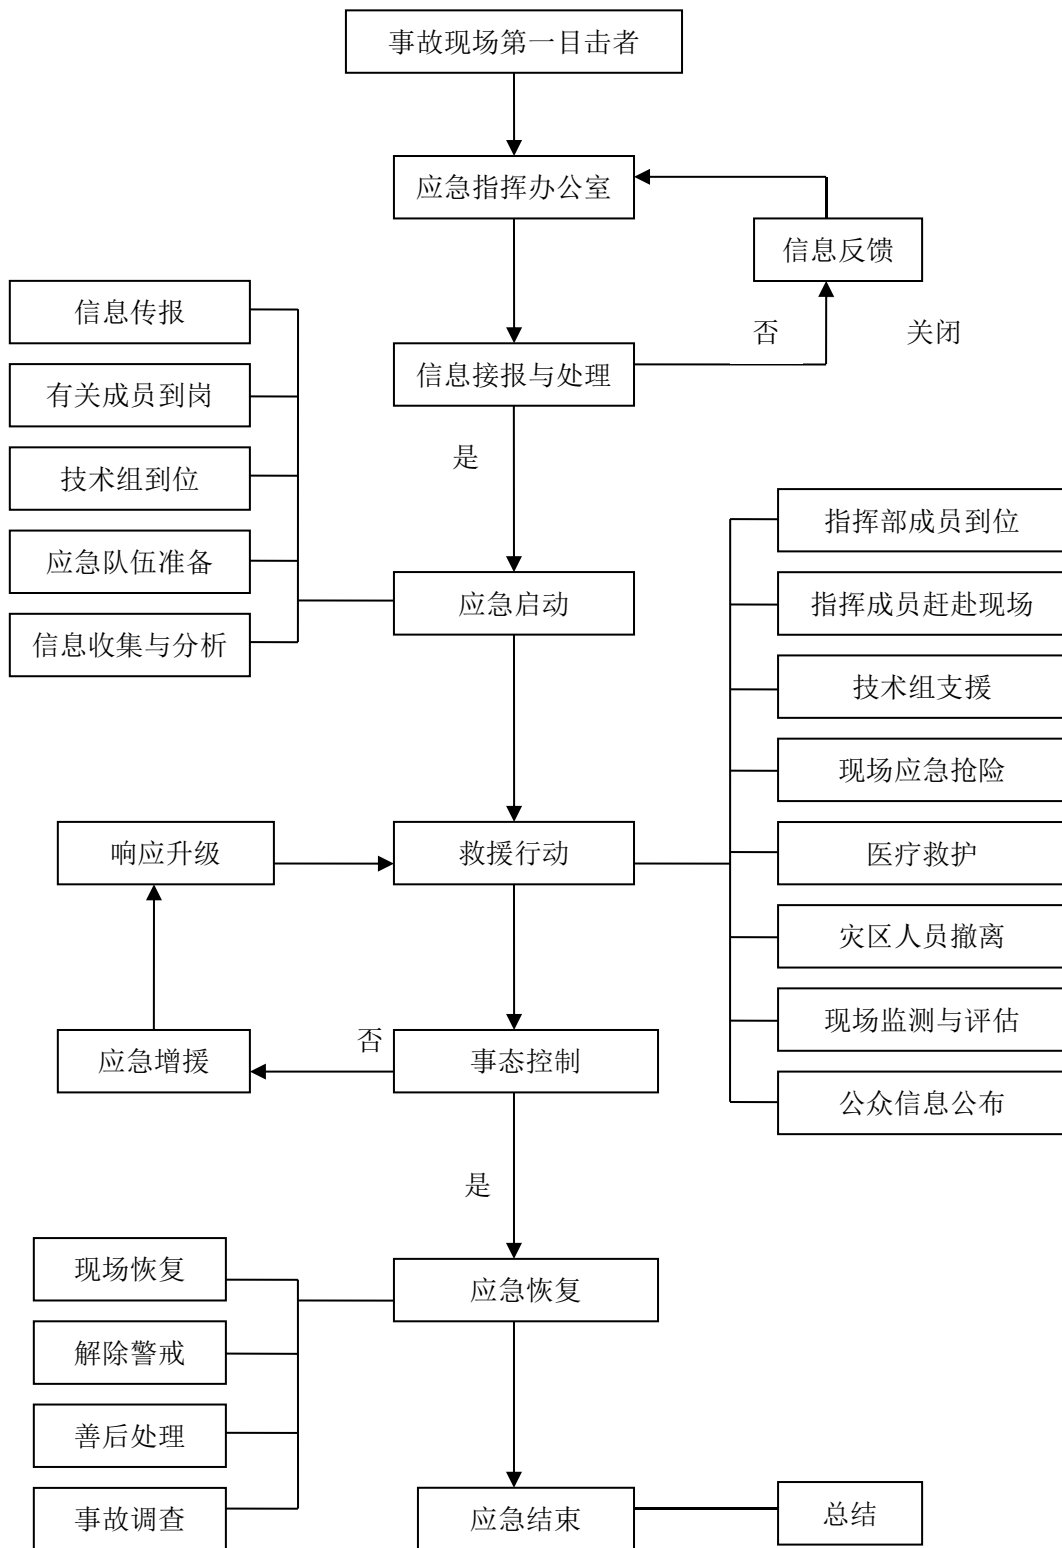 事故现场第一目击者
应急指挥办公室
信息反馈
信息传报
否
关闭
有关成员到岗
信息接报与处理
是
技术组到位
指挥部成员到位
应急队伍准备
应急启动
指挥成员赶赴现场
信息收集与分析
技术组支援
现场应急抢险
响应升级
救援行动
医疗救护
灾区人员撤离
现场监测与评估
否
应急增援
事态控制
公众信息公布
是
现场恢复
应急恢复
解除警戒
善后处理
事故调查
应急结束
总结